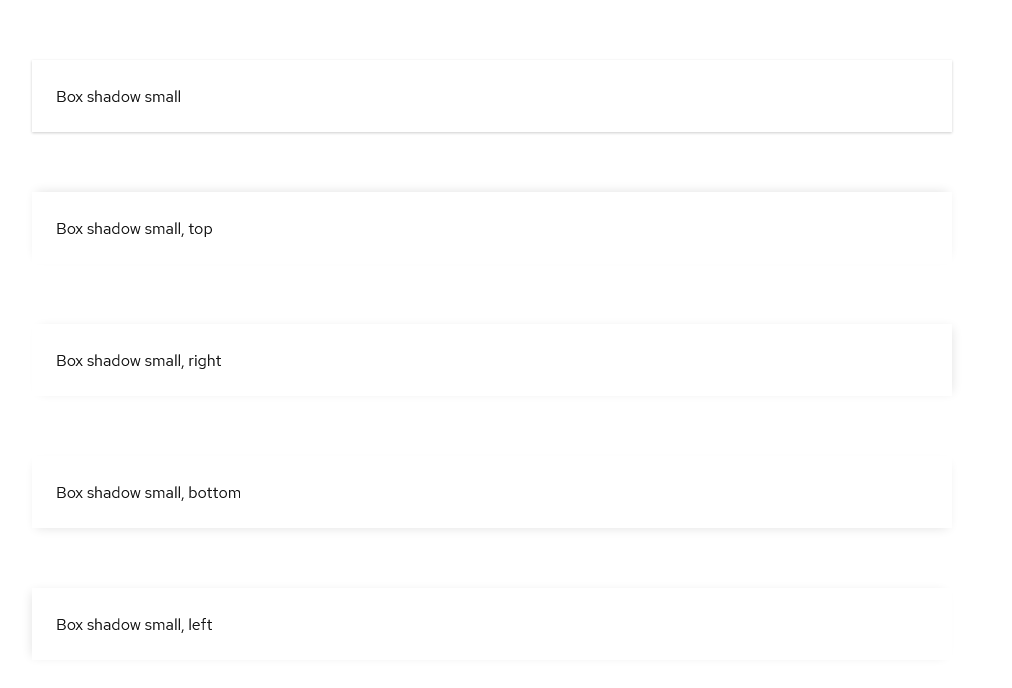 Box shadow small
Box shadow small, top
Box shadow small, right
Box shadow small, bottom
Box shadow small, left